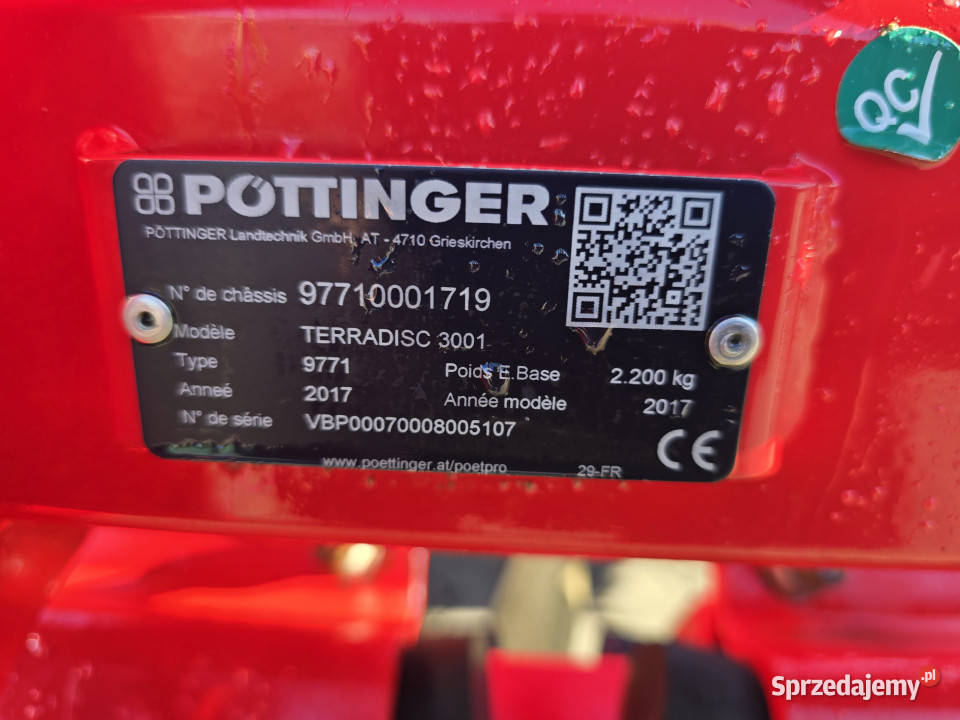 QC
PÖTTINGER
PÖTTINGER Landtechnik GmbH, AT - 4710 Grieskirchen
N° de châssis 97710001719
Modèle TERRADISC 3001
Type 9771 Poids E.Base 2.200 kg
Anneé 2017 Année modèle 2017
N° de série VBP00070008005107
CE
www.poettinger.at/poetpro 29-FR
Sprzedajemy.pl